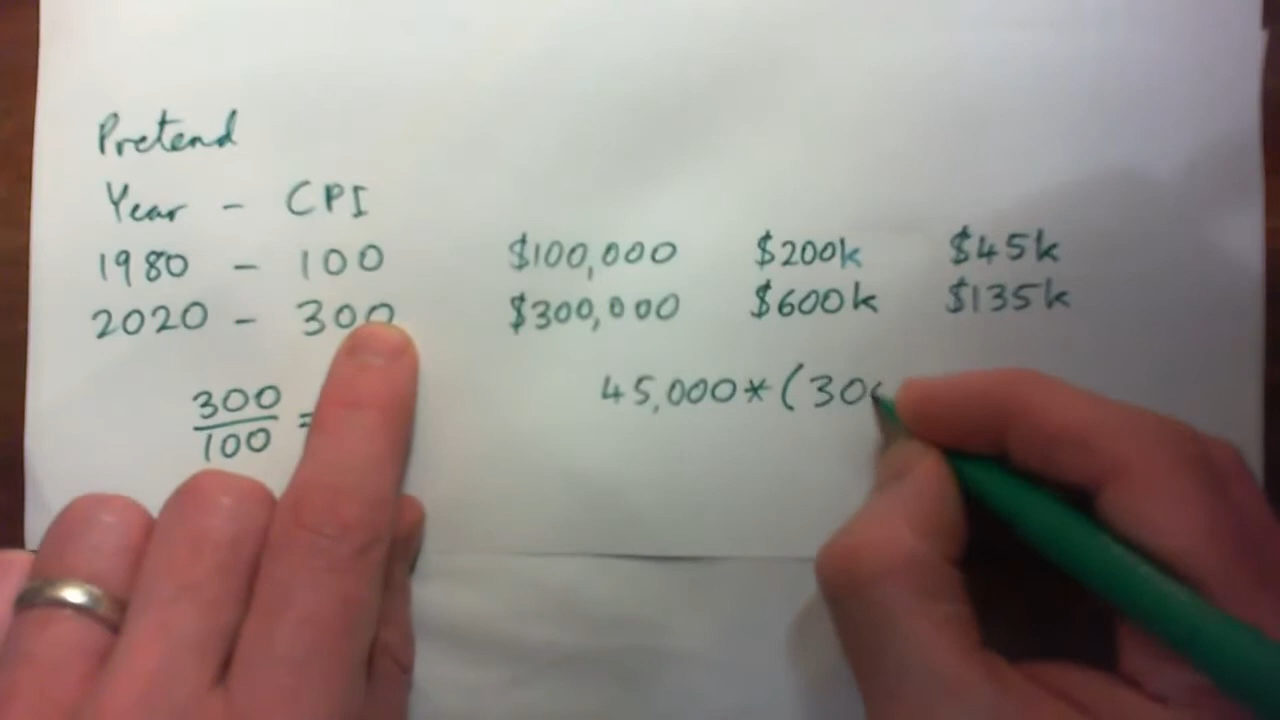 Pretend
Year - CPI
1980 - 100 $100,000 $200k $45k
2020 - 300 $300,000 $600k $135k
300
100
=
45,000*(300